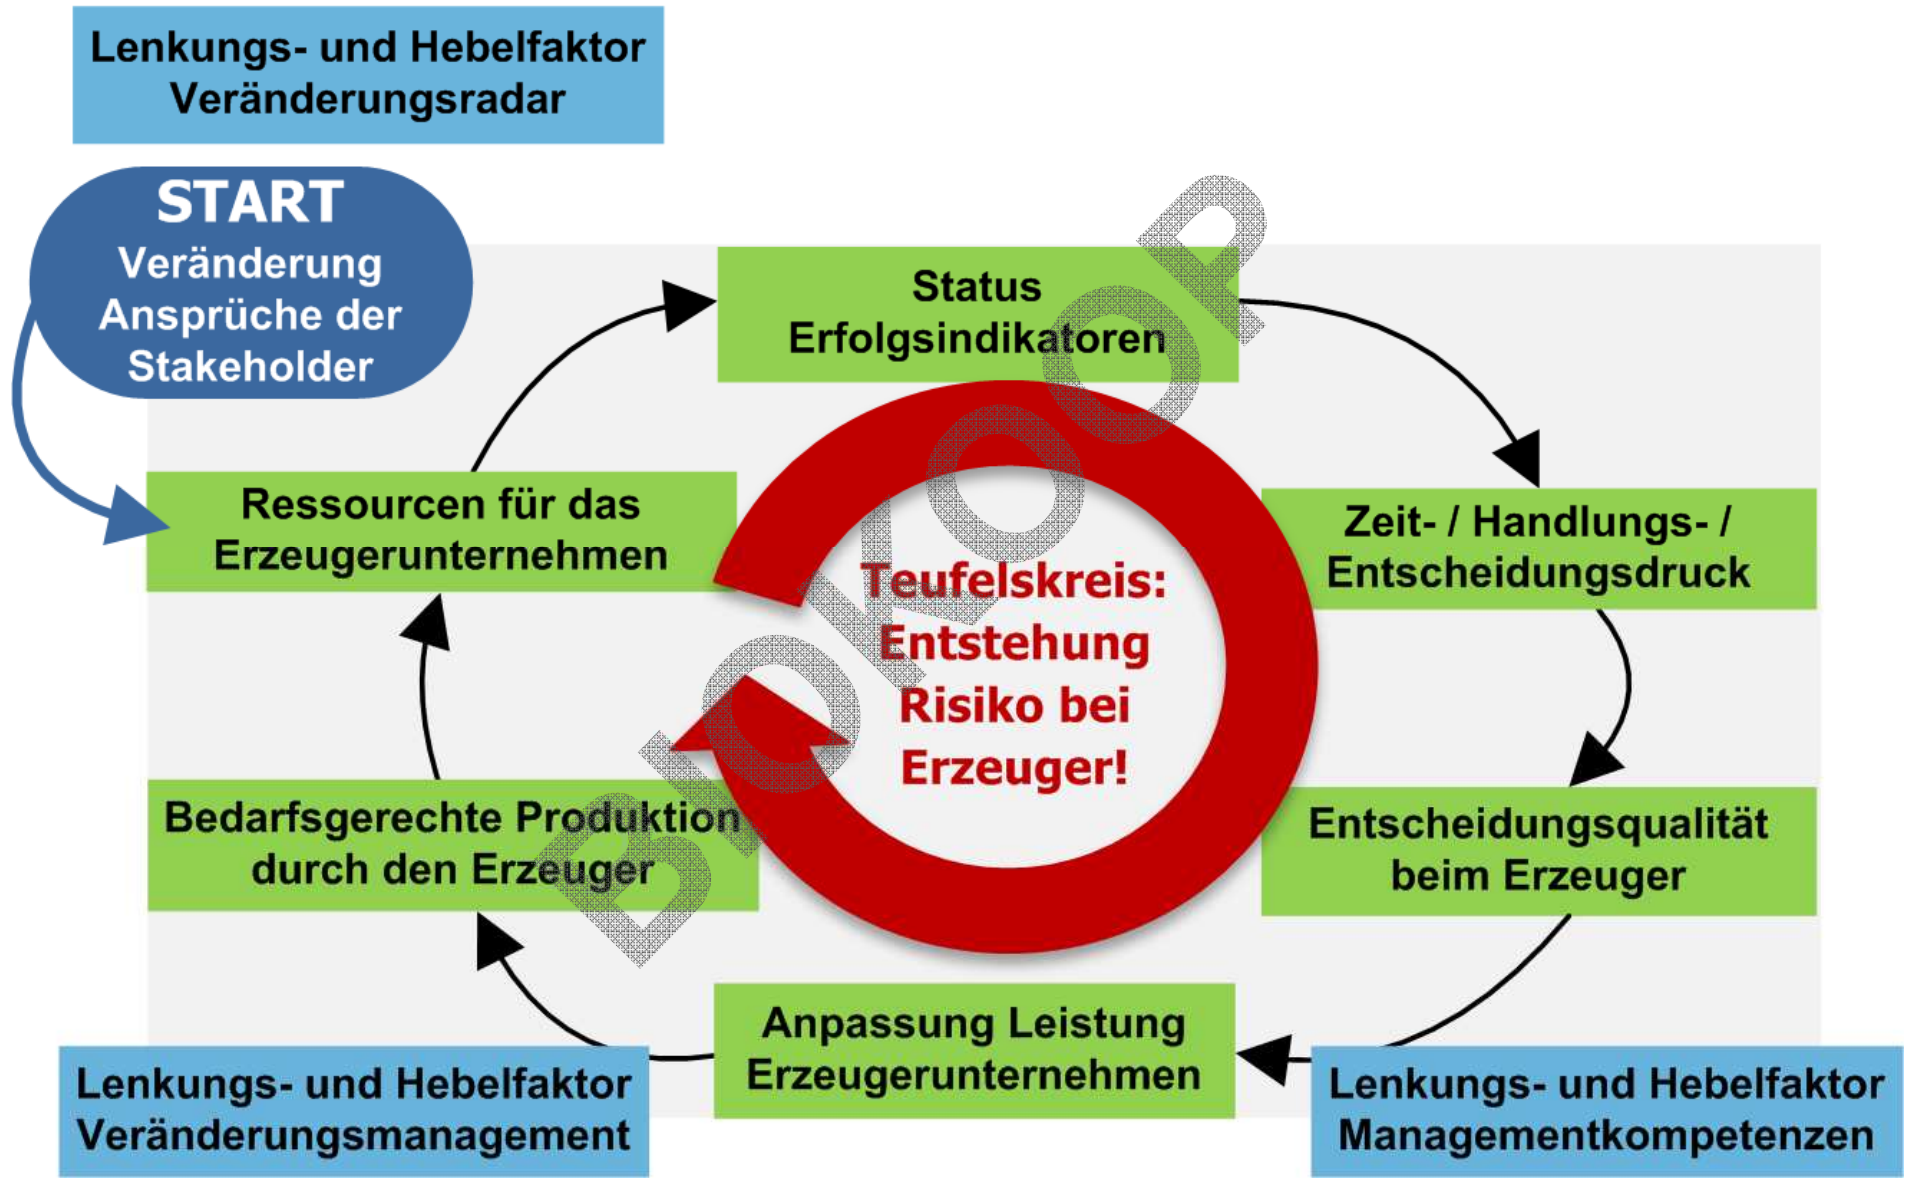 Lenkungs- und Hebelfaktor
Veränderungsradar
START
Veränderung
Ansprüche der
Stakeholder
Status
Erfolgsindikatoren
Ressourcen für das
Erzeugerunternehmen
Zeit- / Handlungs- /
Entscheidungsdruck
Teufelskreis:
Entstehung
Risiko bei
Erzeuger!
Bedarfsgerechte Produktion
durch den Erzeuger
Entscheidungsqualität
beim Erzeuger
Anpassung Leistung
Erzeugerunternehmen
Lenkungs- und Hebelfaktor
Veränderungsmanagement
Lenkungs- und Hebelfaktor
Managementkompetenzen
BIOKOOP